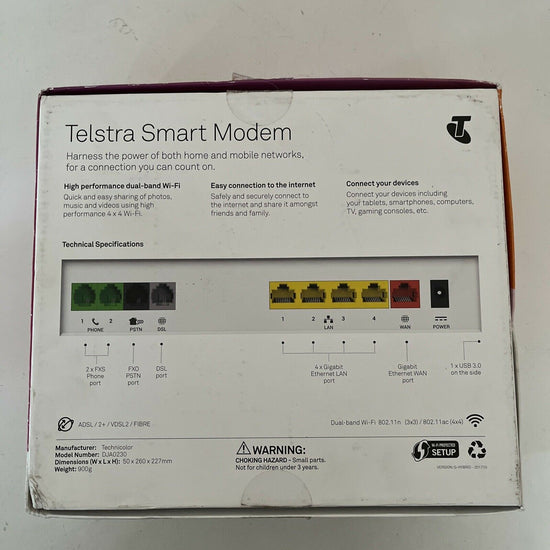 Telstra Smart Modem
T
Harness the power of both home and mobile networks,
for a connection you can count on.
High performance dual-band Wi-Fi
Quick and easy sharing of photos,
music and videos using high
performance 4 x 4 Wi-Fi.
Easy connection to the internet
Safely and securely connect to
the internet and share it amongst
friends and family.
Connect your devices
Connect your devices including
your tablets, smartphones, computers,
TV, gaming consoles, etc.
Technical Specifications
1 2
PHONE
PSTN
DSL
1 2 3 4
LAN
WAN
POWER
2 x FXS
Phone
port
FXO
PSTN
port
DSL
port
4 x Gigabit
Ethernet LAN
port
Gigabit
Ethernet WAN
port
1 x USB 3.0
on the side
ADSL / 2+ / VDSL2 / FIBRE
Dual-band Wi-Fi 802.11n (3x3) / 802.11ac (4x4)
Manufacturer: Technicolor
Model Number: DJA0230
Dimensions (W x L x H): 50 x 260 x 227mm
Weight: 900g
WARNING:
CHOKING HAZARD - Small parts.
Not for children under 3 years.
WI-FI PROTECTED
SETUP